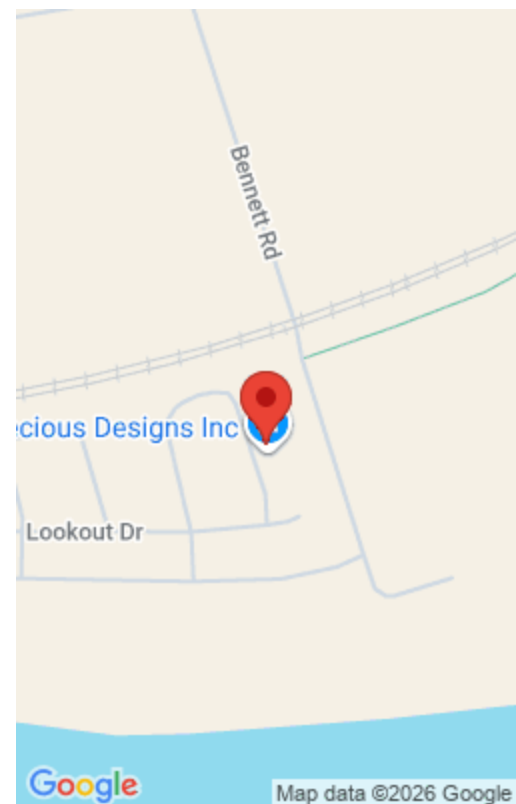 Bennett Rd
ecious Designs Inc
Lookout Dr
Google
Map data ©2026 Google